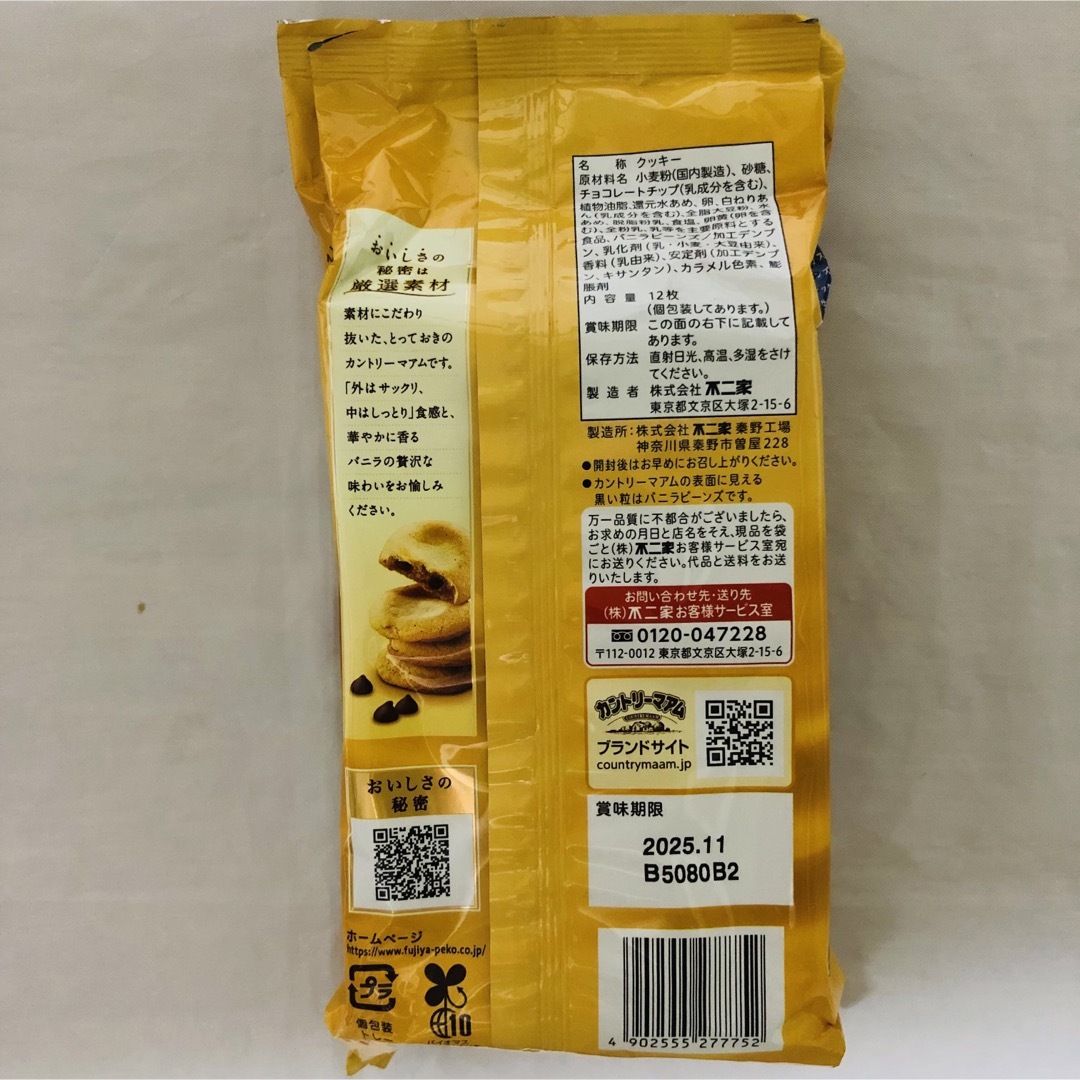 おいしさの
秘密は
厳選素材
素材にこだわり
抜いた、とっておきの
カントリーマアムです。
「外はサックリ、
中はしっとり」食感と、
華やかに香る
バニラの贅沢な
味わいをお愉しみ
ください。
おいしさの
秘密
ホームページ
https://www.fujiya-peko.co.jp/
プラ
個包装
トレー
10
バイオマス
名称 クッキー
原材料名 小麦粉(国内製造)、砂糖、
チョコレートチップ(乳成分を含む)、
植物油脂、還元水あめ、卵、白ねりあ
ん(乳成分を含む)、全脂大豆粉、水
あめ、脱脂粉乳、食塩、卵黄(卵を含
む)、全粉乳、乳等を主要原料とする
食品、バニラビーンズ／加工デンプ
ン、乳化剤(乳・小麦・大豆由来)、
香料(乳由来)、安定剤(加工デンプ
ン、キサンタン)、カラメル色素、膨
脹剤
内容量 12枚
(個包装してあります。)
賞味期限 この面の右下に記載して
あります。
保存方法 直射日光、高温、多湿をさけ
てください。
製造者 株式会社 不二家
東京都文京区大塚2-15-6
製造所：株式会社 不二家 秦野工場
神奈川県秦野市曽屋228
●開封後はお早めにお召し上がりください。
●カントリーマアムの表面に見える
黒い粒はバニラビーンズです。
万一品質に不都合がございましたら、
お求めの月日と店名をそえ、現品を袋
ごと(株)不二家お客様サービス室宛
にお送りください。代品と送料をお送
りいたします。
お問い合わせ先・送り先
(株)不二家お客様サービス室
0120-047228
〒112-0012 東京都文京区大塚2-15-6
カントリーマアム
ブランドサイト
countrymaam.jp
賞味期限
2025.11
B5080B2
4 902555 277752